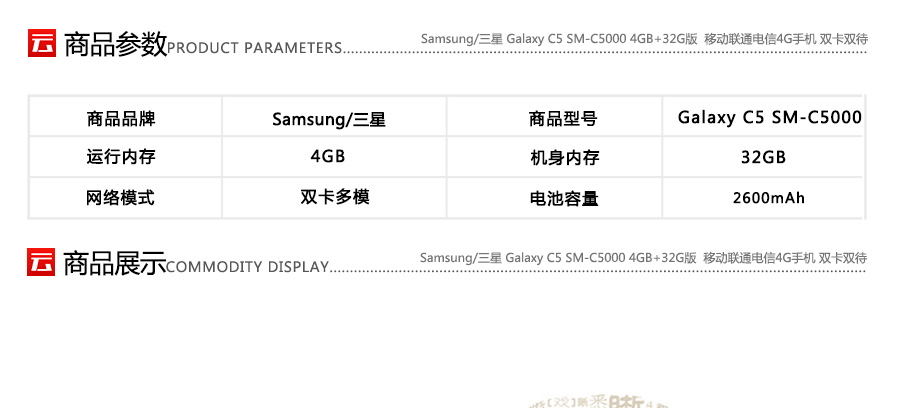 云 商品参数PRODUCT PARAMETERS Samsung/三星 Galaxy C5 SM-C5000 4GB+32G版 移动联通电信4G手机 双卡双待
商品品牌 Samsung/三星 商品型号 Galaxy C5 SM-C5000
运行内存 4GB 机身内存 32GB
网络模式 双卡多模 电池容量 2600mAh
云 商品展示COMMODITY DISPLAY Samsung/三星 Galaxy C5 SM-C5000 4GB+32G版 移动联通电信4G手机 双卡双待